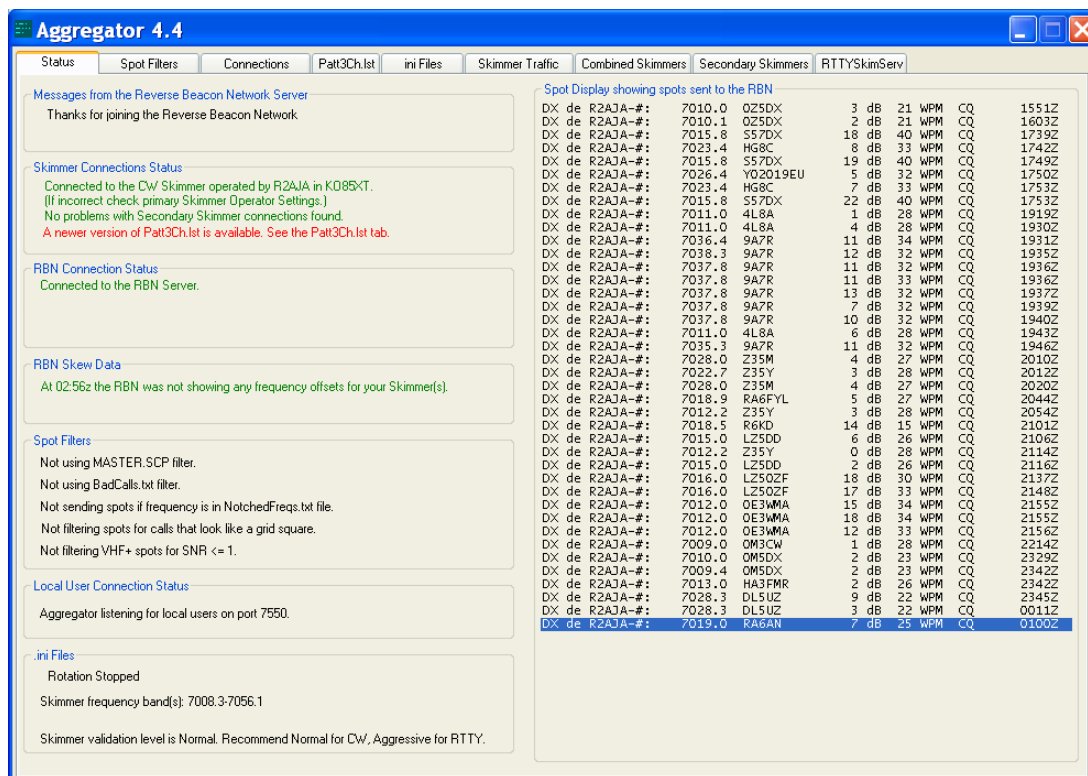 Aggregator 4.4
Status Spot Filters Connections Patt3Ch.lst ini Files Skimmer Traffic Combined Skimmers Secondary Skimmers RTTYSkimServ
Messages from the Reverse Beacon Network Server
Thanks for joining the Reverse Beacon Network
Skimmer Connections Status
Connected to the CW Skimmer operated by R2AJA in KO85XT.
(If incorrect check primary Skimmer Operator Settings.)
No problems with Secondary Skimmer connections found.
A newer version of Patt3Ch.lst is available. See the Patt3Ch.lst tab.
RBN Connection Status
Connected to the RBN Server.
RBN Skew Data
At 02:56z the RBN was not showing any frequency offsets for your Skimmer(s).
Spot Filters
Not using MASTER.SCP filter.
Not using BadCalls.txt filter.
Not sending spots if frequency is in NotchedFreqs.txt file.
Not filtering spots for calls that look like a grid square.
Not filtering VHF+ spots for SNR <= 1.
Local User Connection Status
Aggregator listening for local users on port 7550.
.ini Files
Rotation Stopped
Skimmer frequency band(s): 7008.3-7056.1
Skimmer validation level is Normal. Recommend Normal for CW, Aggressive for RTTY.
Spot Display showing spots sent to the RBN
DX de R2AJA-#: 7010.0 OZ5DX 3 dB 21 WPM CQ 1551Z
DX de R2AJA-#: 7010.1 OZ5DX 2 dB 21 WPM CQ 1603Z
DX de R2AJA-#: 7015.8 S57DX 18 dB 40 WPM CQ 1739Z
DX de R2AJA-#: 7023.4 HG8C 8 dB 33 WPM CQ 1742Z
DX de R2AJA-#: 7015.8 S57DX 19 dB 40 WPM CQ 1749Z
DX de R2AJA-#: 7026.4 YO2019EU 5 dB 32 WPM CQ 1750Z
DX de R2AJA-#: 7023.4 HG8C 7 dB 33 WPM CQ 1753Z
DX de R2AJA-#: 7015.8 S57DX 22 dB 40 WPM CQ 1753Z
DX de R2AJA-#: 7011.0 4L8A 1 dB 28 WPM CQ 1919Z
DX de R2AJA-#: 7011.0 4L8A 4 dB 28 WPM CQ 1930Z
DX de R2AJA-#: 7036.4 9A7R 11 dB 34 WPM CQ 1931Z
DX de R2AJA-#: 7038.3 9A7R 12 dB 32 WPM CQ 1935Z
DX de R2AJA-#: 7037.8 9A7R 11 dB 32 WPM CQ 1936Z
DX de R2AJA-#: 7037.8 9A7R 11 dB 33 WPM CQ 1936Z
DX de R2AJA-#: 7037.8 9A7R 13 dB 32 WPM CQ 1937Z
DX de R2AJA-#: 7037.8 9A7R 7 dB 32 WPM CQ 1939Z
DX de R2AJA-#: 7037.8 9A7R 10 dB 32 WPM CQ 1940Z
DX de R2AJA-#: 7011.0 4L8A 6 dB 28 WPM CQ 1943Z
DX de R2AJA-#: 7035.3 9A7R 11 dB 32 WPM CQ 1946Z
DX de R2AJA-#: 7028.0 Z35M 4 dB 27 WPM CQ 2010Z
DX de R2AJA-#: 7022.7 Z35Y 3 dB 28 WPM CQ 2012Z
DX de R2AJA-#: 7028.0 Z35M 4 dB 27 WPM CQ 2020Z
DX de R2AJA-#: 7018.9 RA6FYL 5 dB 27 WPM CQ 2044Z
DX de R2AJA-#: 7012.2 Z35Y 3 dB 28 WPM CQ 2054Z
DX de R2AJA-#: 7018.5 R6KD 14 dB 15 WPM CQ 2101Z
DX de R2AJA-#: 7015.0 LZ5DD 6 dB 26 WPM CQ 2106Z
DX de R2AJA-#: 7012.2 Z35Y 0 dB 28 WPM CQ 2114Z
DX de R2AJA-#: 7015.0 LZ5DD 2 dB 26 WPM CQ 2116Z
DX de R2AJA-#: 7016.0 LZ50ZF 18 dB 30 WPM CQ 2137Z
DX de R2AJA-#: 7016.0 LZ50ZF 17 dB 33 WPM CQ 2148Z
DX de R2AJA-#: 7012.0 OE3WMA 15 dB 34 WPM CQ 2155Z
DX de R2AJA-#: 7012.0 OE3WMA 18 dB 34 WPM CQ 2155Z
DX de R2AJA-#: 7012.0 OE3WMA 12 dB 33 WPM CQ 2156Z
DX de R2AJA-#: 7009.0 OM3CW 1 dB 28 WPM CQ 2214Z
DX de R2AJA-#: 7010.0 OM5DX 2 dB 23 WPM CQ 2329Z
DX de R2AJA-#: 7009.4 OM5DX 2 dB 23 WPM CQ 2342Z
DX de R2AJA-#: 7013.0 HA3FMR 2 dB 26 WPM CQ 2342Z
DX de R2AJA-#: 7028.3 DL5UZ 9 dB 22 WPM CQ 2345Z
DX de R2AJA-#: 7028.3 DL5UZ 3 dB 22 WPM CQ 0011Z
DX de R2AJA-#: 7019.0 RA6AN 7 dB 25 WPM CQ 0100Z